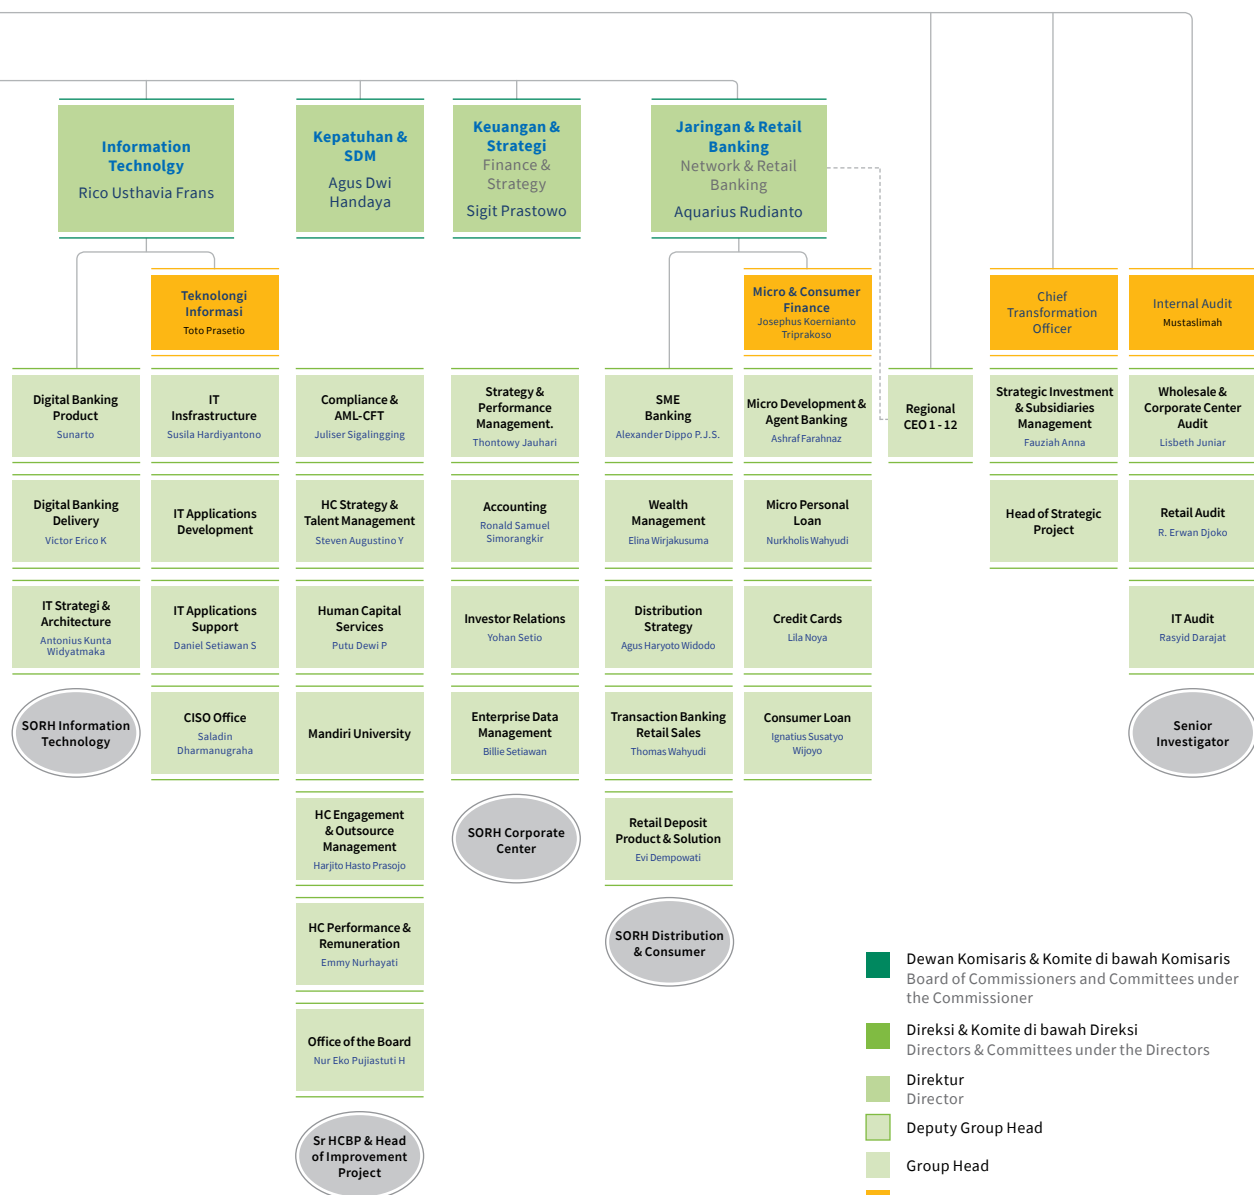 Information
Technolgy
Rico Usthavia Frans
Kepatuhan &
SDM
Agus Dwi
Handaya
Keuangan &
Strategi
Finance &
Strategy
Sigit Prastowo
Jaringan & Retail
Banking
Network & Retail
Banking
Aquarius Rudianto
Teknolongi
Informasi
Toto Prasetio
Micro & Consumer
Finance
Josephus Koernianto
Triprakoso
Chief
Transformation
Officer
Internal Audit
Mustaslimah
Digital Banking
Product
Sunarto
IT
Insfrastructure
Susila Hardiyantono
Compliance &
AML-CFT
Juliser Sigalingging
Strategy &
Performance
Management.
Thontowy Jauhari
SME
Banking
Alexander Dippo P.J.S.
Micro Development &
Agent Banking
Ashraf Farahnaz
Regional
CEO 1 - 12
Strategic Investment
& Subsidiaries
Management
Fauziah Anna
Wholesale &
Corporate Center
Audit
Lisbeth Juniar
Digital Banking
Delivery
Victor Erico K
IT Applications
Development
HC Strategy &
Talent Management
Steven Augustino Y
Accounting
Ronald Samuel
Simorangkir
Wealth
Management
Elina Wirjakusuma
Micro Personal
Loan
Nurkholis Wahyudi
Head of Strategic
Project
Retail Audit
R. Erwan Djoko
IT Strategi &
Architecture
Antonius Kunta
Widyatmaka
IT Applications
Support
Daniel Setiawan S
Human Capital
Services
Putu Dewi P
Investor Relations
Yohan Setio
Distribution
Strategy
Agus Haryoto Widodo
Credit Cards
Lila Noya
IT Audit
Rasyid Darajat
SORH Information
Technology
CISO Office
Saladin
Dharmanugraha
Mandiri University
Enterprise Data
Management
Billie Setiawan
Transaction Banking
Retail Sales
Thomas Wahyudi
Consumer Loan
Ignatius Susatyo
Wijoyo
Senior
Investigator
HC Engagement
& Outsource
Management
Harjito Hasto Prasojo
SORH Corporate
Center
Retail Deposit
Product & Solution
Evi Dempowati
HC Performance &
Remuneration
Emmy Nurhayati
SORH Distribution
& Consumer
Office of the Board
Nur Eko Pujiastuti H
Sr HCBP & Head
of Improvement
Project
Dewan Komisaris & Komite di bawah Komisaris
Board of Commissioners and Committees under
the Commissioner
Direksi & Komite di bawah Direksi
Directors & Committees under the Directors
Direktur
Director
Deputy Group Head
Group Head